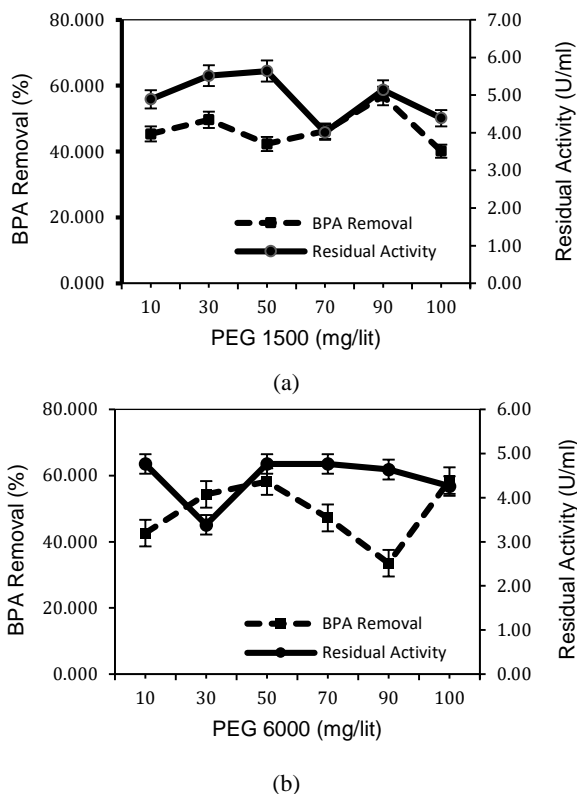 80.000
60.000
40.000
20.000
0.000
BPA Removal (%)
7.00
6.00
5.00
4.00
3.00
2.00
1.00
0.00
Residual Activity (U/ml)
BPA Removal
Residual Activity
10 30 50 70 90 100
PEG 1500 (mg/lit)
(a)
80.000
60.000
40.000
20.000
0.000
BPA Removal (%)
6.00
5.00
4.00
3.00
2.00
1.00
0.00
Residual Activity (U/ml)
BPA Removal
Residual Activity
10 30 50 70 90 100
PEG 6000 (mg/lit)
(b)